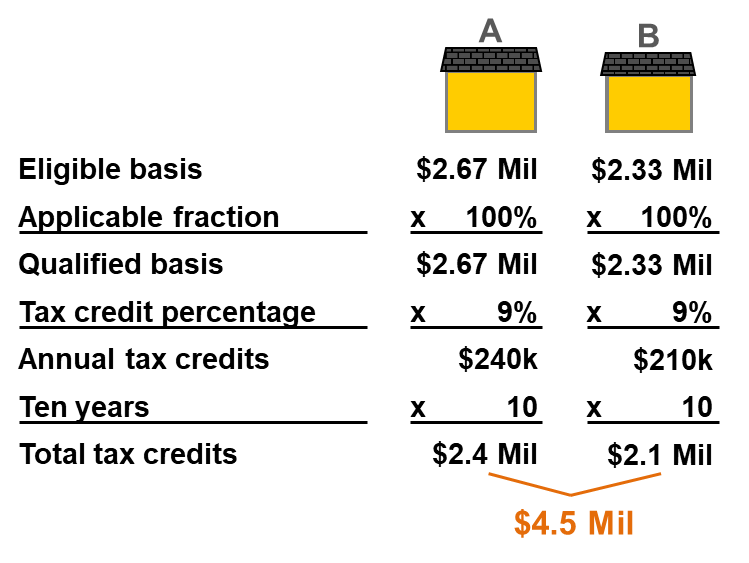 A B
Eligible basis $2.67 Mil $2.33 Mil
Applicable fraction x 100% x 100%
Qualified basis $2.67 Mil $2.33 Mil
Tax credit percentage x 9% x 9%
Annual tax credits $240k $210k
Ten years x 10 x 10
Total tax credits $2.4 Mil $2.1 Mil
$4.5 Mil